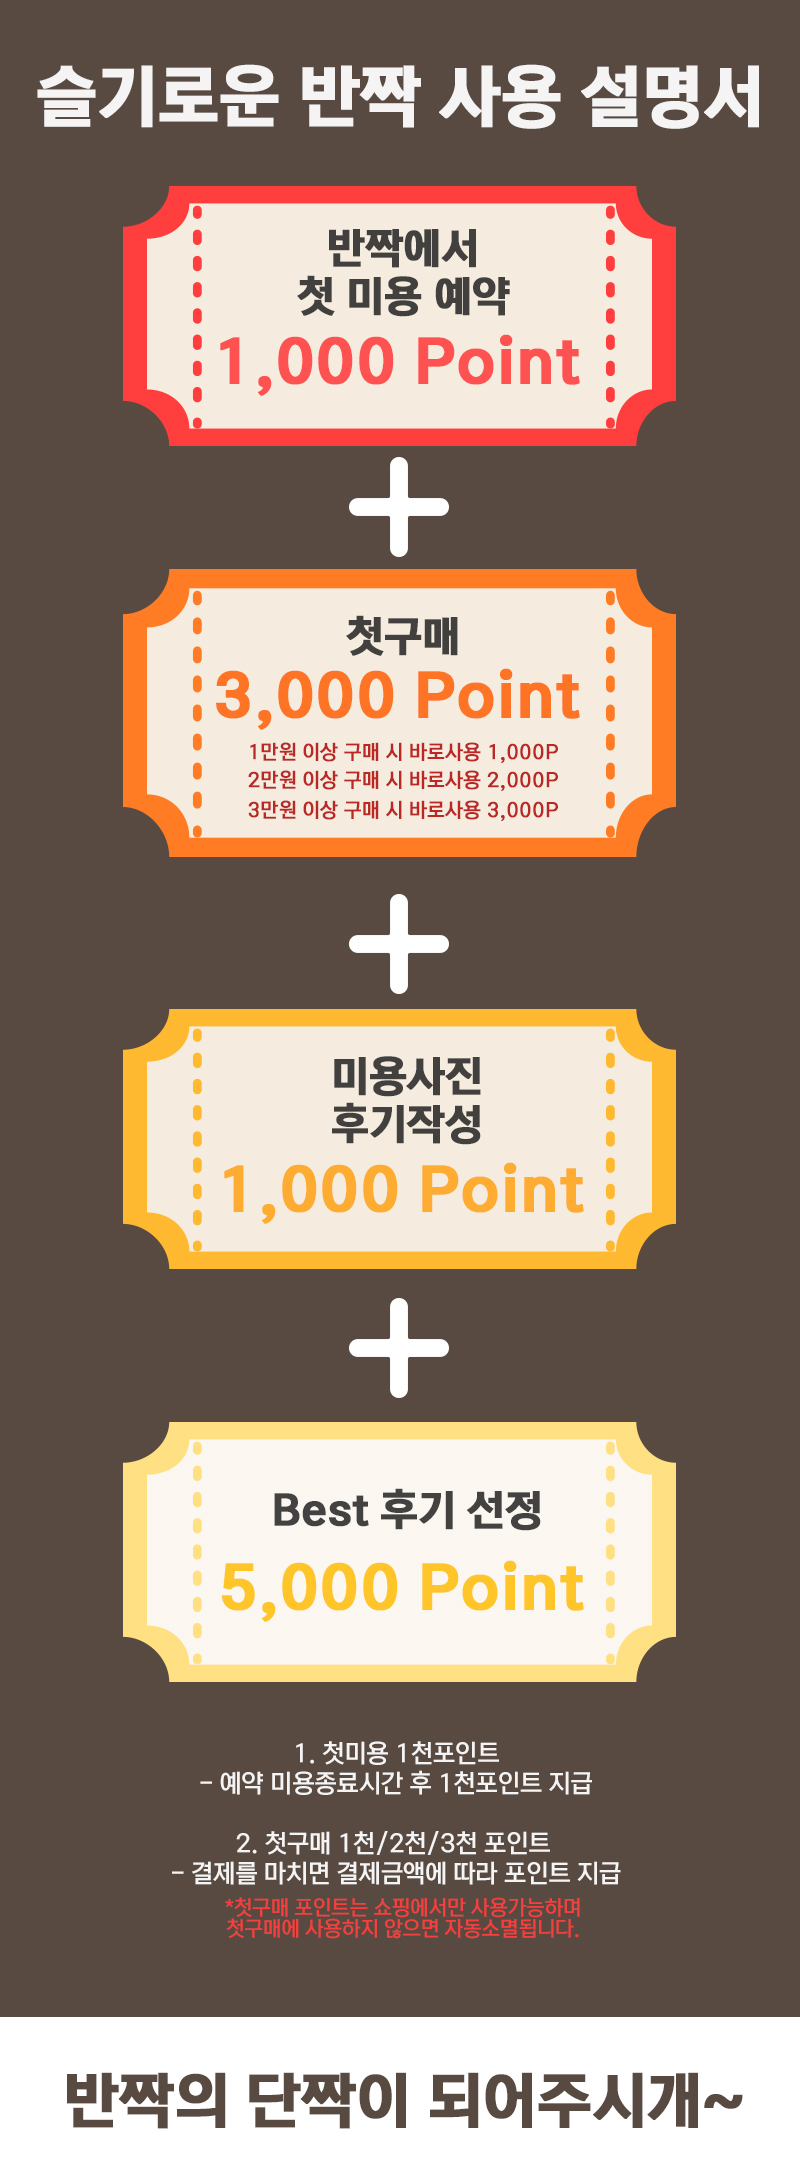 슬기로운 반짝 사용 설명서
반짝에서
첫 미용 예약
1,000 Point
첫구매
3,000 Point
1만원 이상 구매 시 바로사용 1,000P
2만원 이상 구매 시 바로사용 2,000P
3만원 이상 구매 시 바로사용 3,000P
미용사진
후기작성
1,000 Point
Best 후기 선정
5,000 Point
1. 첫미용 1천포인트
- 예약 미용종료시간 후 1천포인트 지급
2. 첫구매 1천/2천/3천 포인트
- 결제를 마치면 결제금액에 따라 포인트 지급
*첫구매 포인트는 쇼핑에서만 사용가능하며
첫구매에 사용하지 않으면 자동소멸됩니다.
반짝의 단짝이 되어주시개~